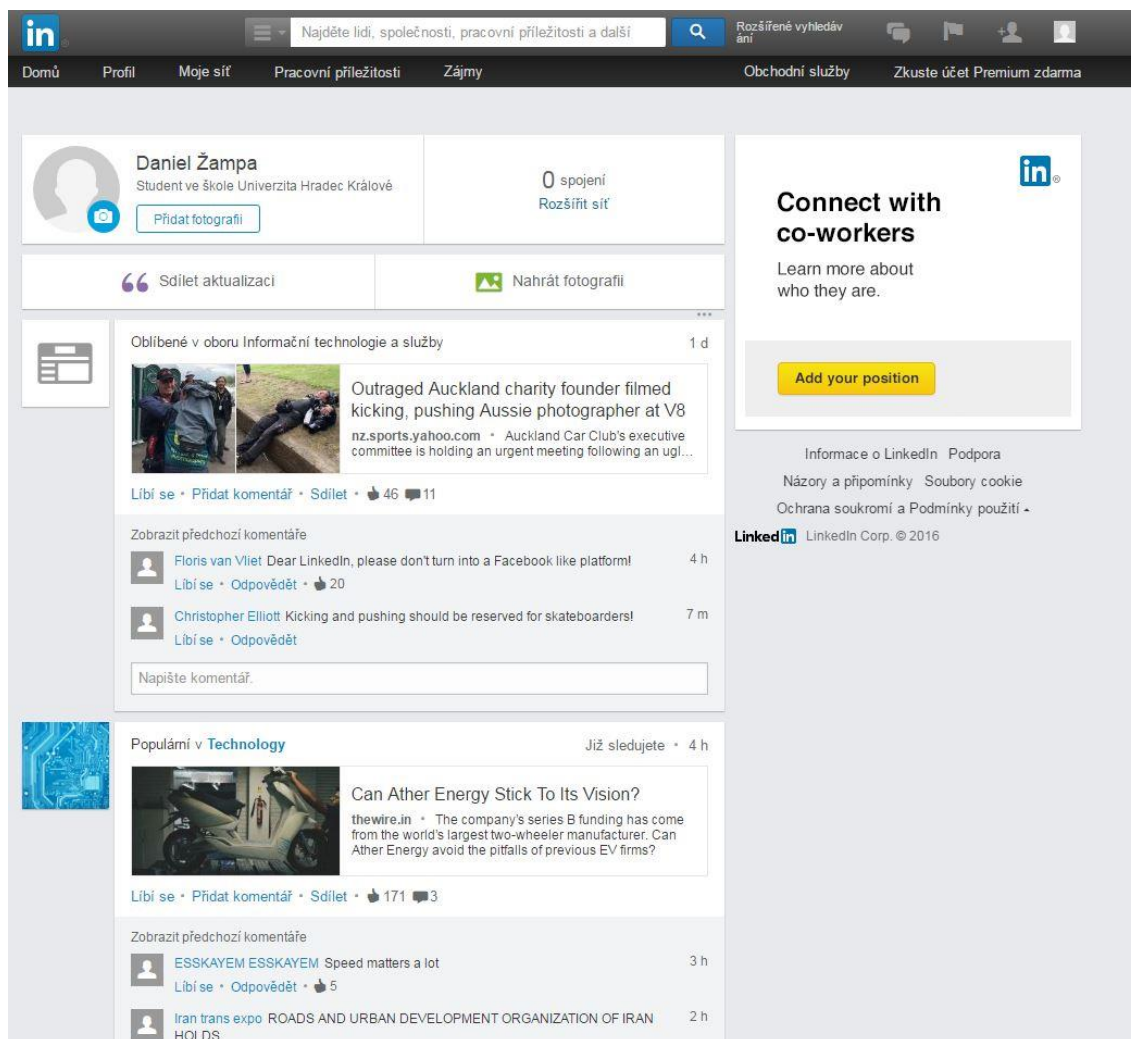 in
Najděte lidi, společnosti, pracovní příležitosti a další
Rozšířené vyhledáv
ání
Domů Profil Moje síť Pracovní příležitosti Zájmy Obchodní služby Zkuste účet Premium zdarma
Daniel Žampa
Student ve škole Univerzita Hradec Králové
Přidat fotografii
0 spojení
Rozšířit síť
Sdílet aktualizaci
Nahrát fotografii
in
Connect with
co-workers
Learn more about
who they are.
Add your position
Informace o LinkedIn Podpora
Názory a připomínky Soubory cookie
Ochrana soukromí a Podmínky použití
Linked in LinkedIn Corp. © 2016
Oblíbené v oboru Informační technologie a služby 1 d
Outraged Auckland charity founder filmed
kicking, pushing Aussie photographer at V8
nz.sports.yahoo.com • Auckland Car Club's executive
committee is holding an urgent meeting following an ugl...
Líbí se • Přidat komentář • Sdílet • 46 11
Zobrazit předchozí komentáře
Floris van Vliet Dear LinkedIn, please don't turn into a Facebook like platform! 4 h
Líbí se • Odpovědět • 20
Christopher Elliott Kicking and pushing should be reserved for skateboarders! 7 m
Líbí se • Odpovědět
Napište komentář.
Populární v Technology Již sledujete • 4 h
Can Ather Energy Stick To Its Vision?
thewire.in • The company's series B funding has come
from the world's largest two-wheeler manufacturer. Can
Ather Energy avoid the pitfalls of previous EV firms?
Líbí se • Přidat komentář • Sdílet • 171 3
Zobrazit předchozí komentáře
ESSKAYEM ESSKAYEM Speed matters a lot 3 h
Líbí se • Odpovědět • 5
Iran trans expo ROADS AND URBAN DEVELOPMENT ORGANIZATION OF IRAN 2 h
HOLDS